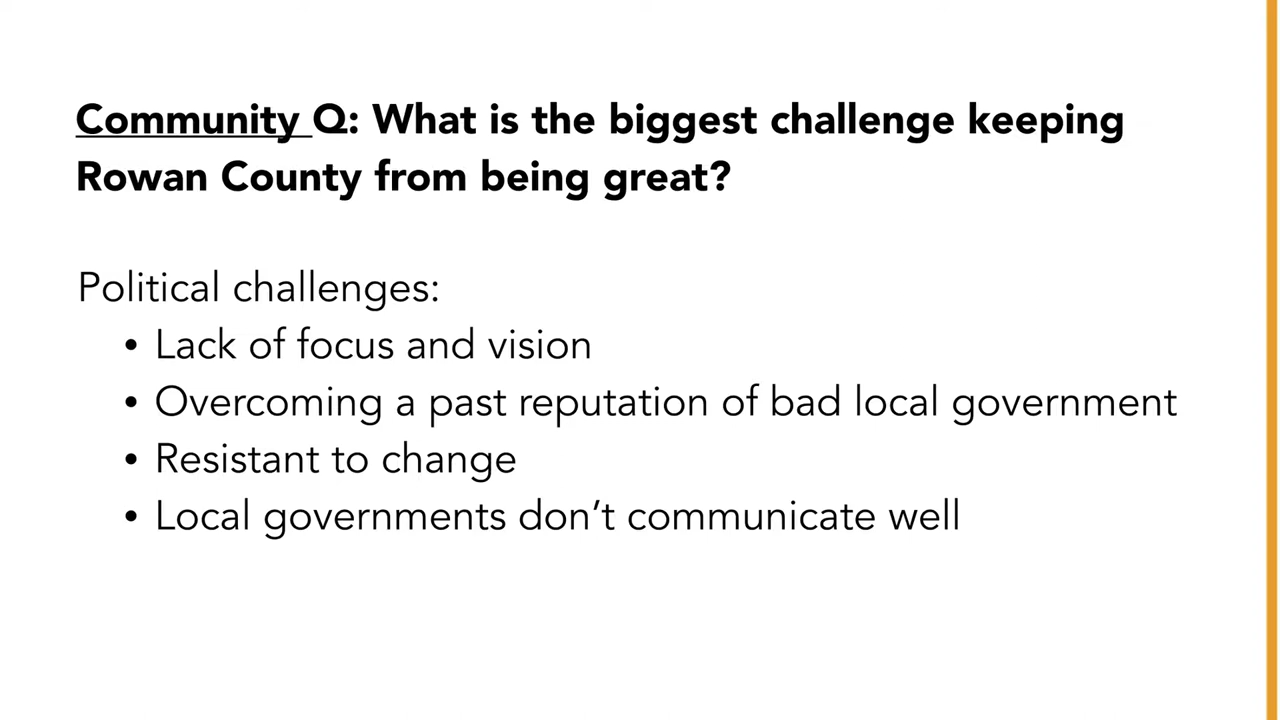 Community Q: What is the biggest challenge keeping
Rowan County from being great?
Political challenges:
• Lack of focus and vision
• Overcoming a past reputation of bad local government
• Resistant to change
• Local governments don’t communicate well